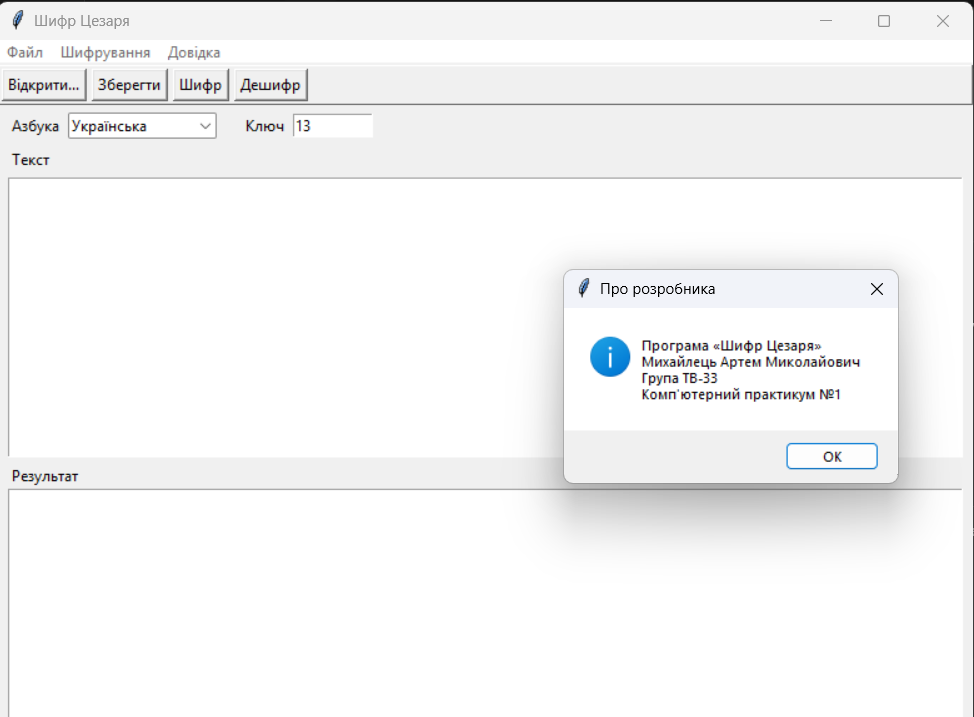 Шифр Цезаря
Файл Шифрування Довідка
Відкрити... Зберегти Шифр Дешифр
Азбука Українська Ключ 13
Текст
Про розробника
Програма «Шифр Цезаря»
Михайлець Артем Миколайович
Група ТВ-33
Комп'ютерний практикум №1
OK
Результат